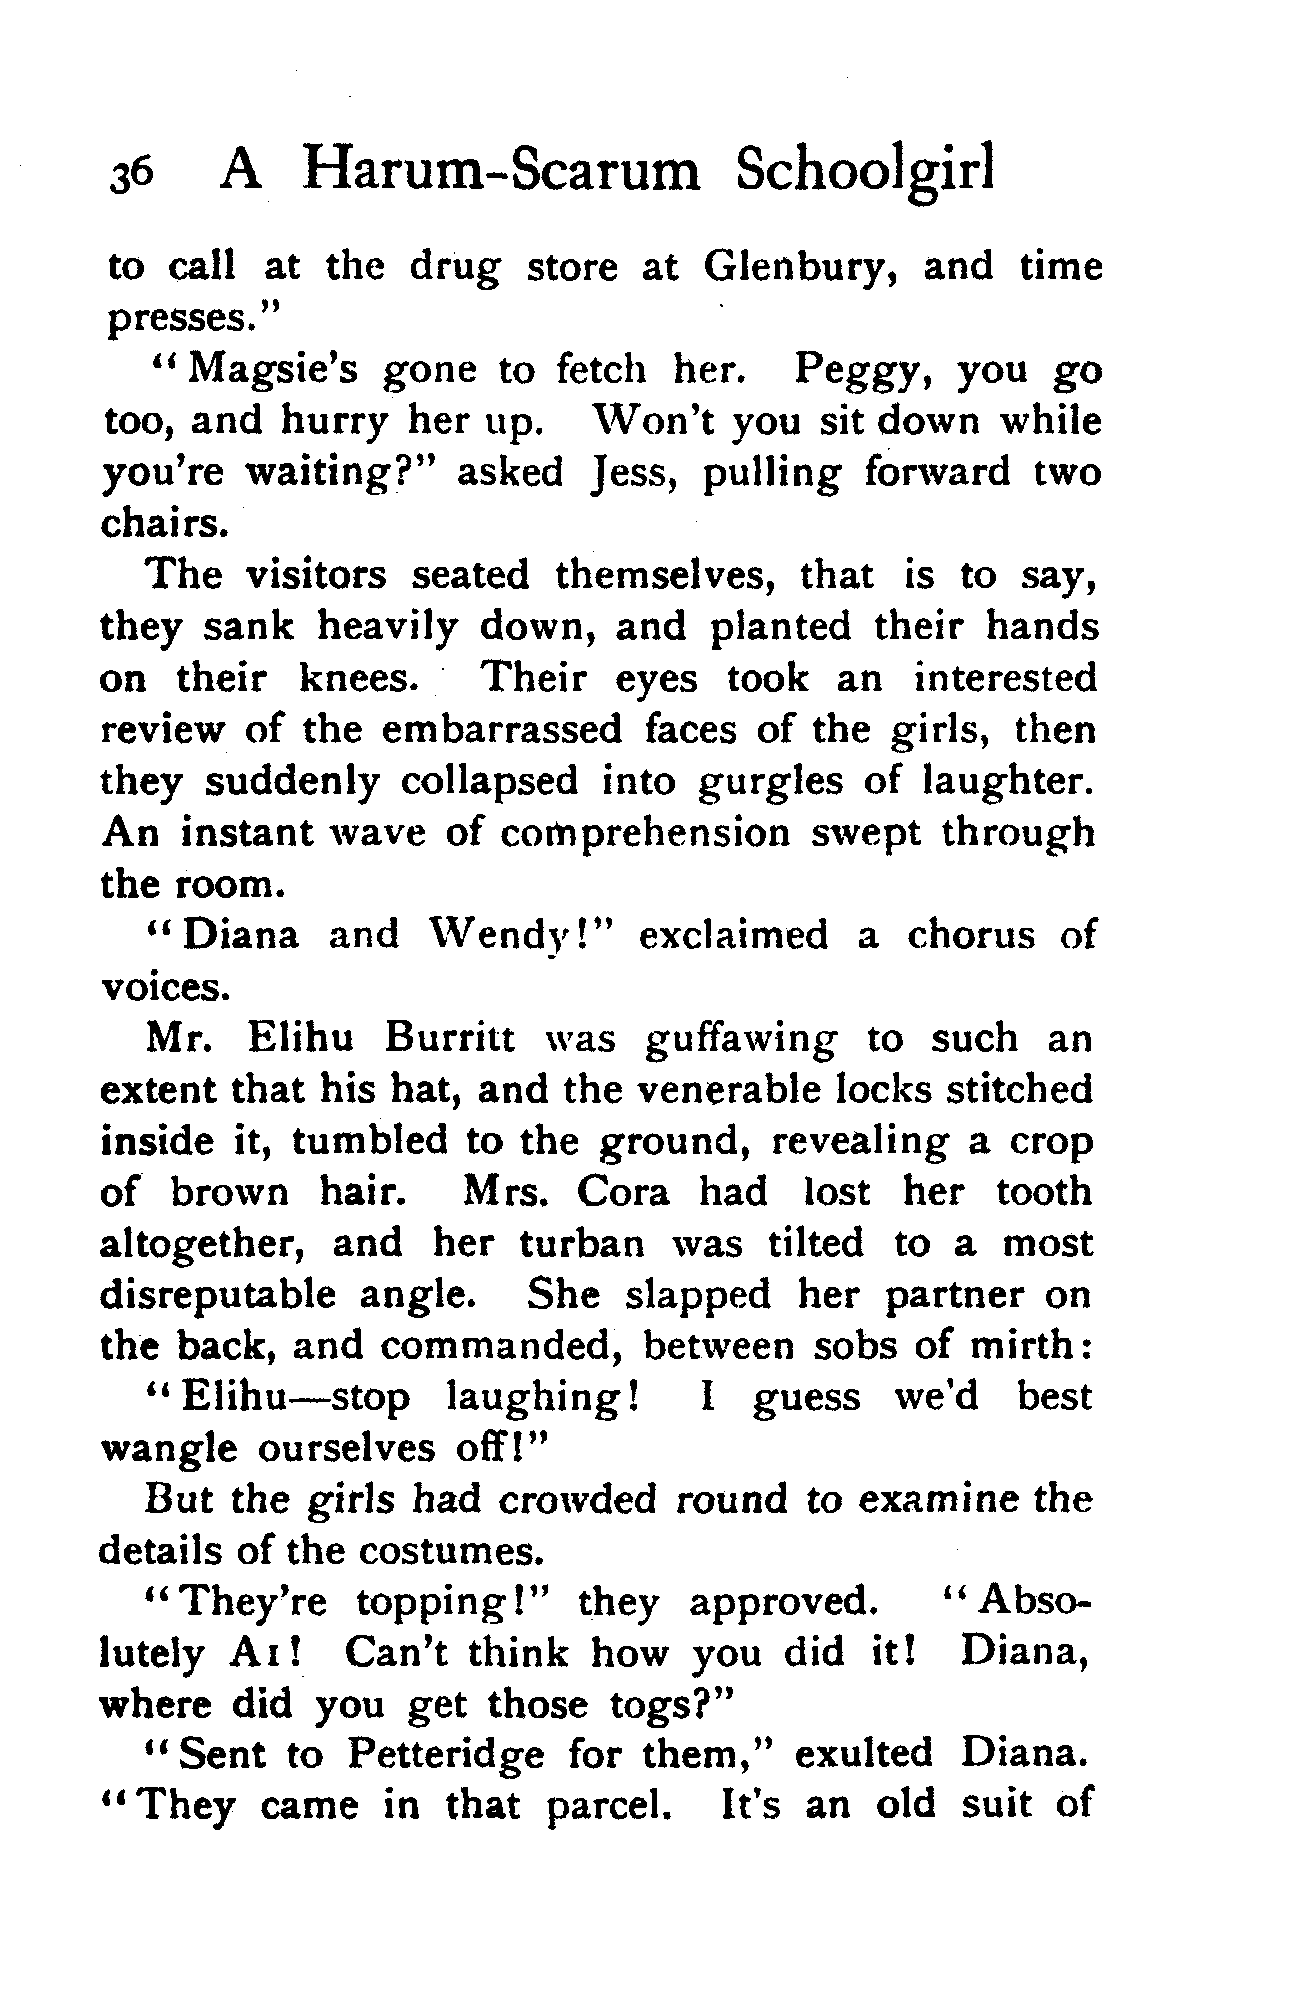 36 A Harum-Scarum Schoolgirl
to call at the drug store at Glenbury, and time
presses."
"Magsie's gone to fetch her. Peggy, you go
too, and hurry her up. Won't you sit down while
you're waiting?" asked Jess, pulling forward two
chairs.
The visitors seated themselves, that is to say,
they sank heavily down, and planted their hands
on their knees. Their eyes took an interested
review of the embarrassed faces of the girls, then
they suddenly collapsed into gurgles of laughter.
An instant wave of comprehension swept through
the room.
"Diana and Wendy!" exclaimed a chorus of
voices.
Mr. Elihu Burritt was guffawing to such an
extent that his hat, and the venerable locks stitched
inside it, tumbled to the ground, revealing a crop
of brown hair. Mrs. Cora had lost her tooth
altogether, and her turban was tilted to a most
disreputable angle. She slapped her partner on
the back, and commanded, between sobs of mirth:
"Elihu—stop laughing! I guess we'd best
wangle ourselves off!"
But the girls had crowded round to examine the
details of the costumes.
"They're topping!" they approved. "Abso-
lutely A1! Can't think how you did it! Diana,
where did you get those togs?"
"Sent to Petteridge for them," exulted Diana.
"They came in that parcel. It's an old suit of